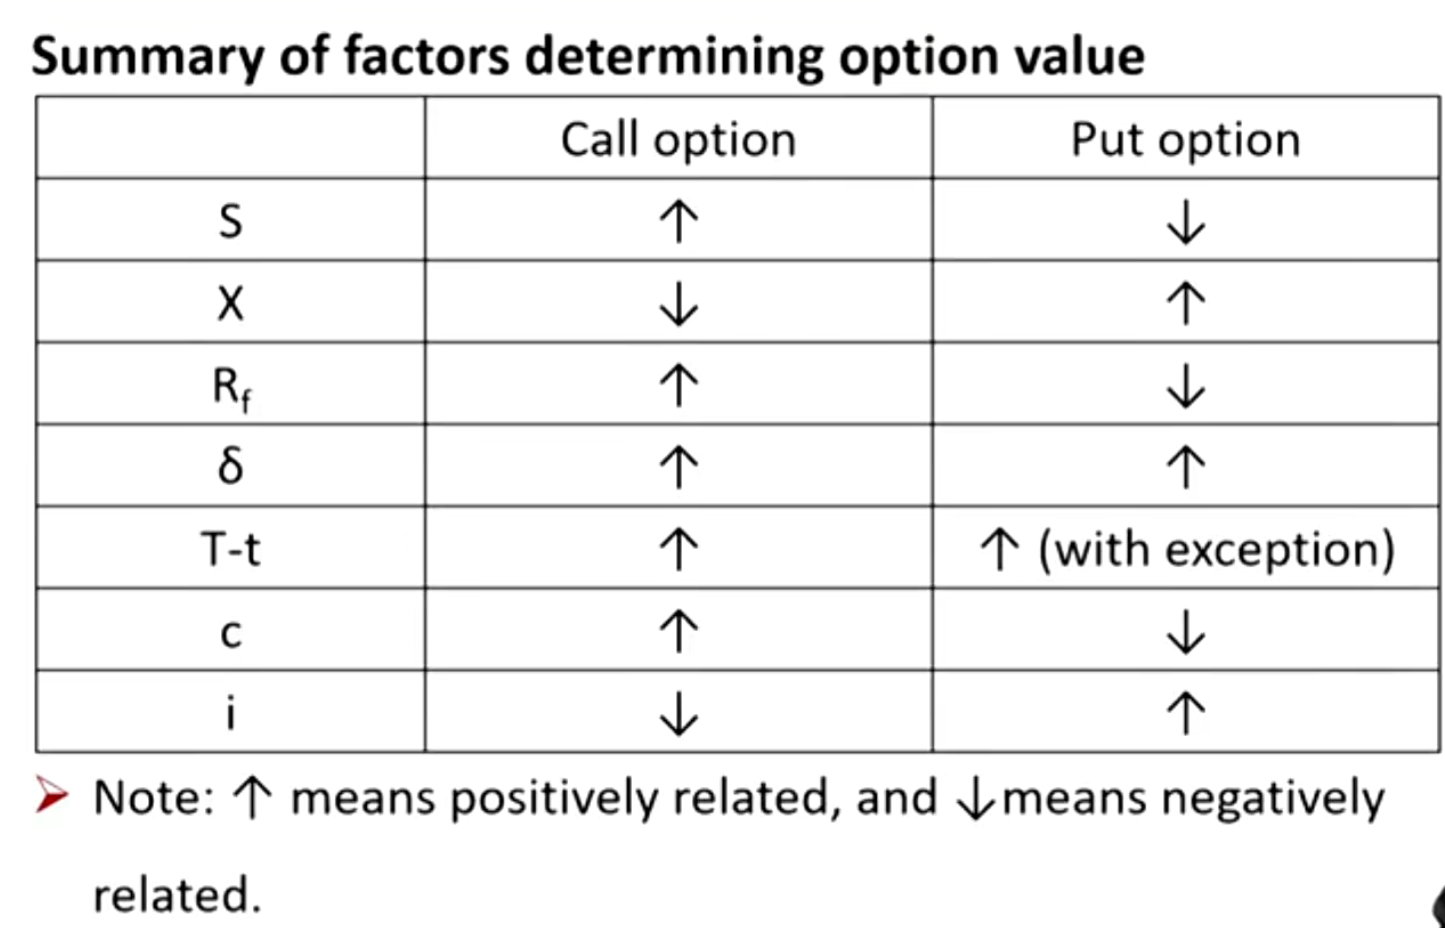 Summary of factors determining option value
Call option Put option
S ↑ ↓
X ↓ ↑
Rf ↑ ↓
δ ↑ ↑
T-t ↑ ↑ (with exception)
c ↑ ↓
i ↓ ↑
Note: ↑ means positively related, and ↓means negatively
related.